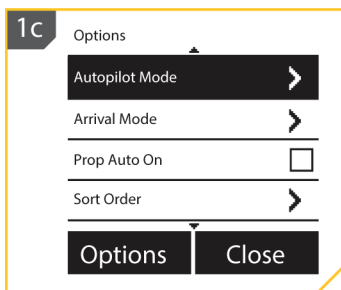 1c
Options
Autopilot Mode
Arrival Mode
Prop Auto On
Sort Order
Options Close